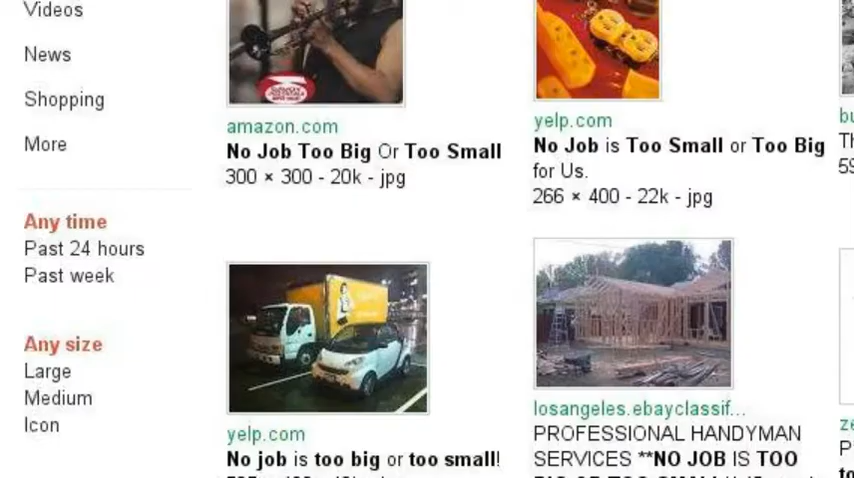 Videos
News
Shopping
More
Any time
Past 24 hours
Past week
Any size
Large
Medium
Icon
amazon.com
No Job Too Big Or Too Small
300 × 300 - 20k - jpg
yelp.com
No Job is Too Small or Too Big
for Us.
266 × 400 - 22k - jpg
yelp.com
No job is too big or too small!
losangeles.ebayclassif...
PROFESSIONAL HANDYMAN
SERVICES **NO JOB IS TOO